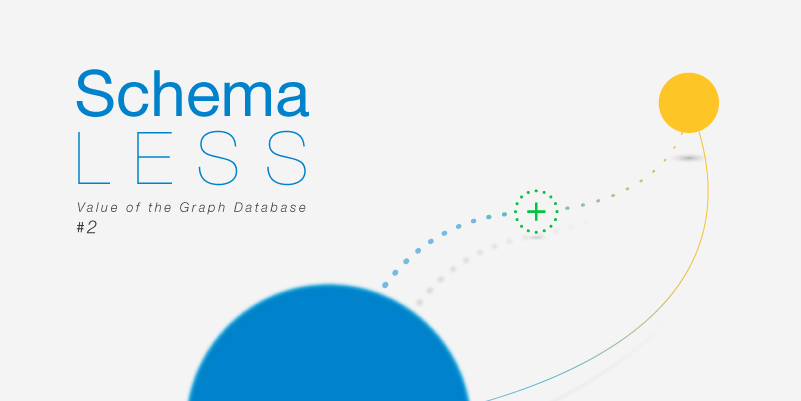 Schema
LESS
Value of the Graph Database
#2